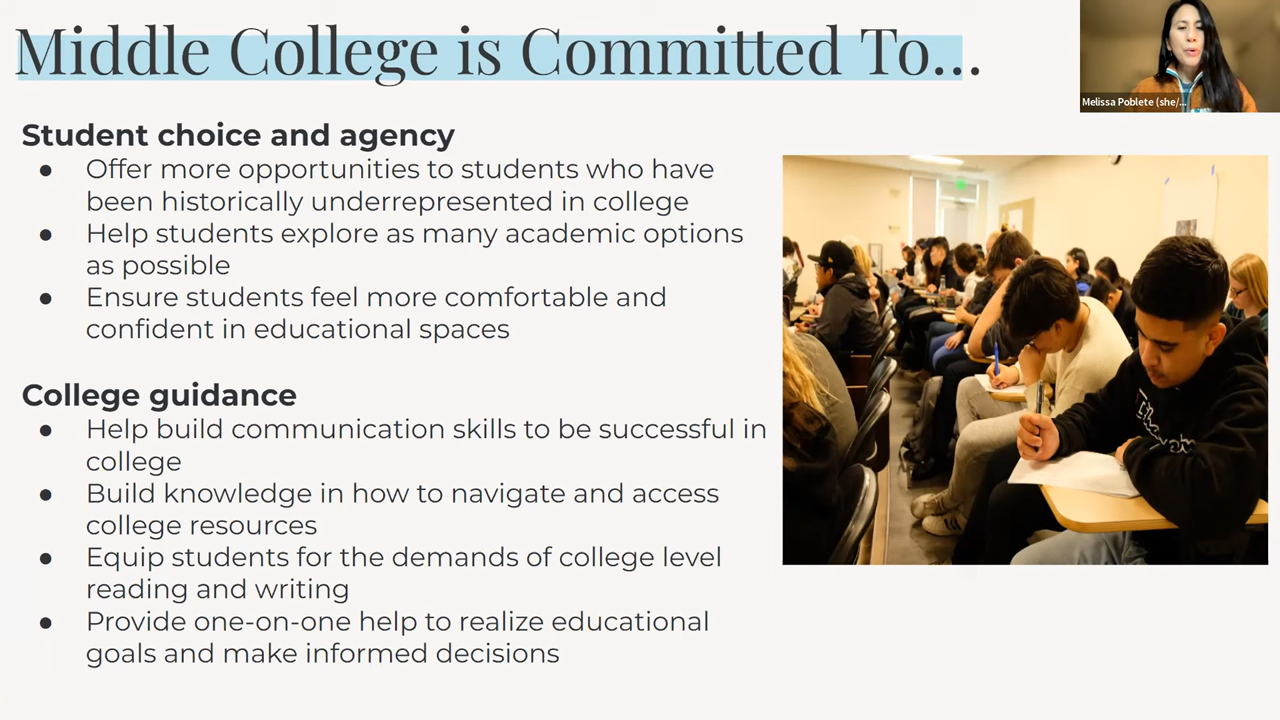 Middle College is Committed To...
Melissa Poblete (she/...
Student choice and agency
● Offer more opportunities to students who have
been historically underrepresented in college
● Help students explore as many academic options
as possible
● Ensure students feel more comfortable and
confident in educational spaces
College guidance
● Help build communication skills to be successful in
college
● Build knowledge in how to navigate and access
college resources
● Equip students for the demands of college level
reading and writing
● Provide one-on-one help to realize educational
goals and make informed decisions